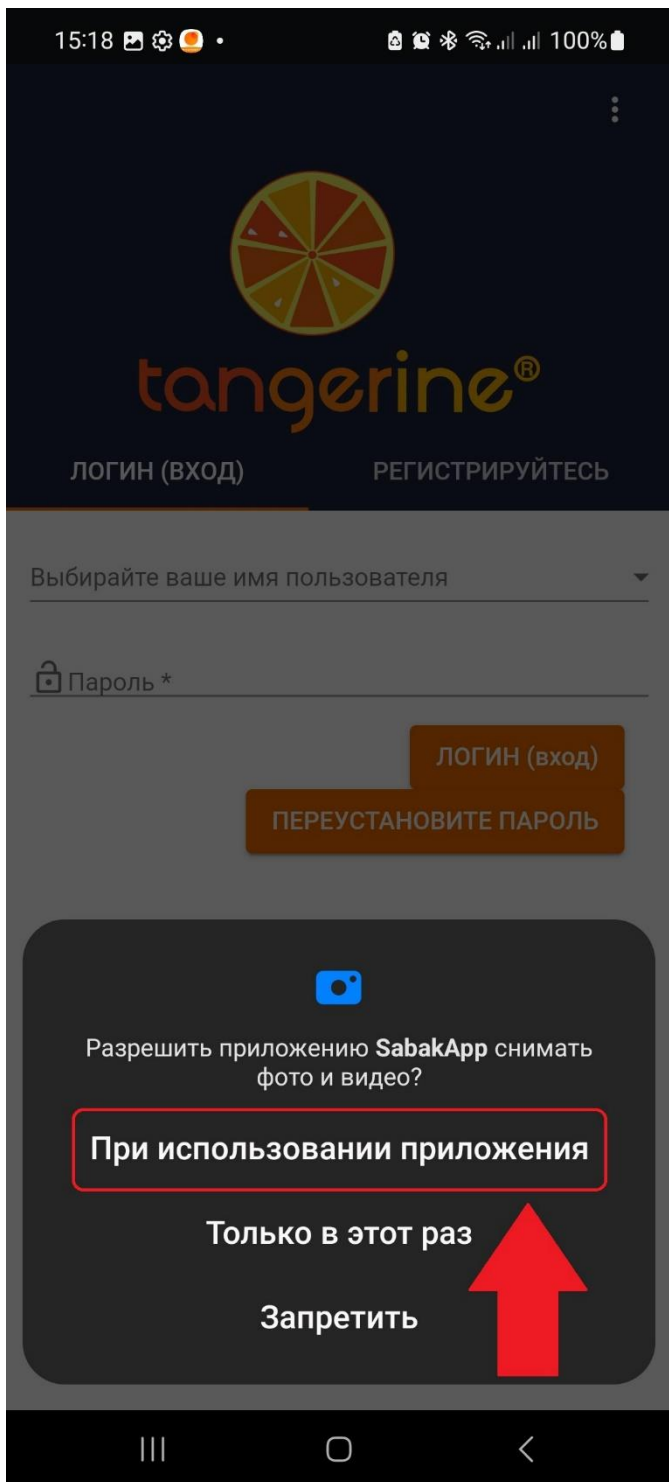 15:18 100%
tangerine®
ЛОГИН (ВХОД) РЕГИСТРИРУЙТЕСЬ
Выбирайте ваше имя пользователя
Пароль *
ЛОГИН (вход)
ПЕРЕУСТАНОВИТЕ ПАРОЛЬ
Разрешить приложению SabakApp снимать
фото и видео?
При использовании приложения
Только в этот раз
Запретить